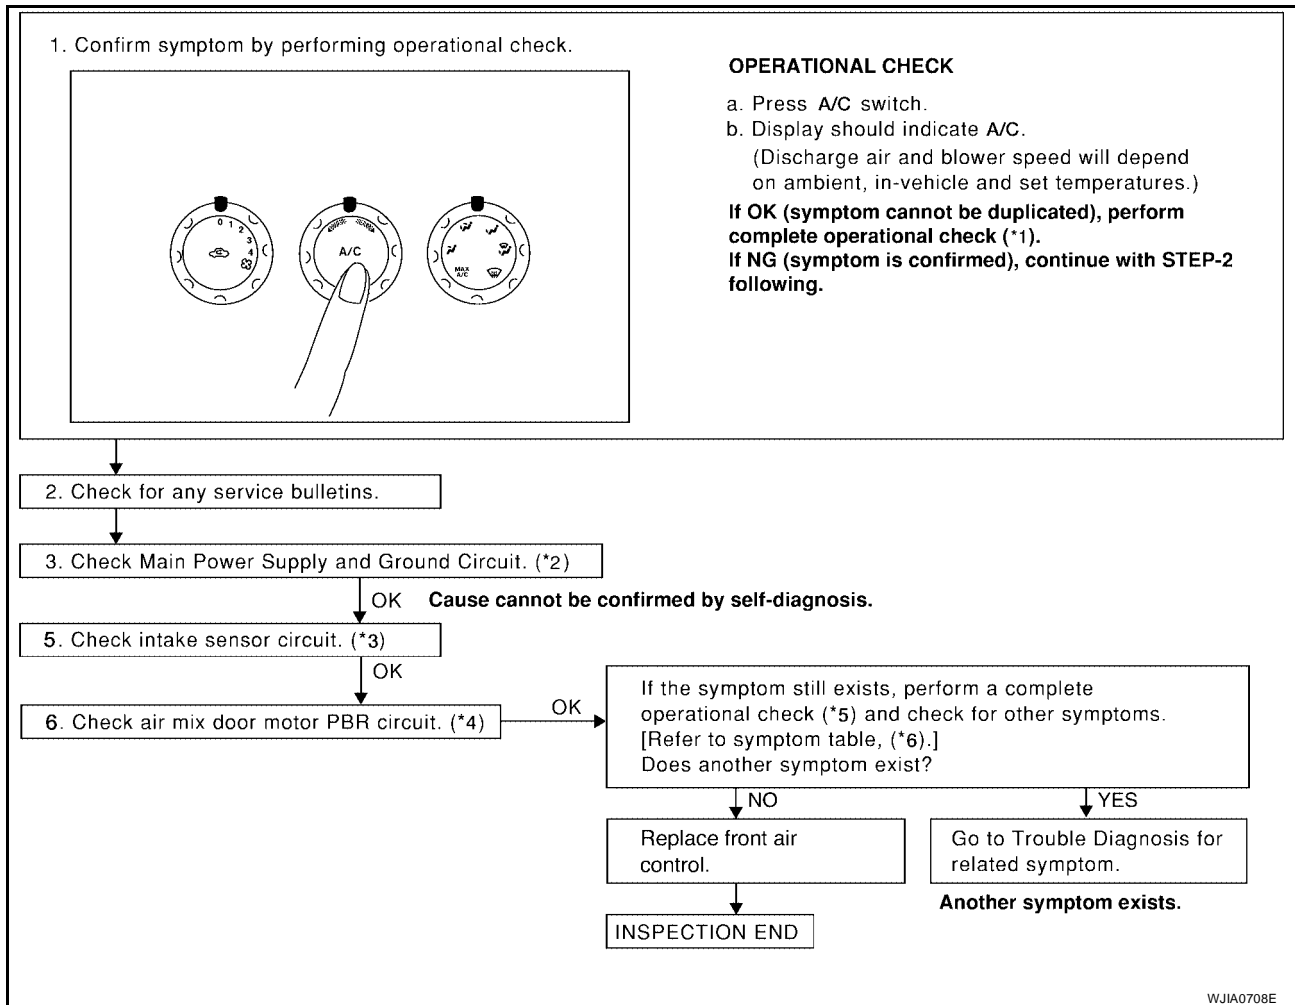 1. Confirm symptom by performing operational check.
0 1 2 3 4
A/C
MAX
A/C
OPERATIONAL CHECK
a. Press A/C switch.
b. Display should indicate A/C.
(Discharge air and blower speed will depend
on ambient, in-vehicle and set temperatures.)
If OK (symptom cannot be duplicated), perform
complete operational check (*1).
If NG (symptom is confirmed), continue with STEP-2
following.
2. Check for any service bulletins.
3. Check Main Power Supply and Ground Circuit. (*2)
OK
Cause cannot be confirmed by self-diagnosis.
5. Check intake sensor circuit. (*3)
OK
6. Check air mix door motor PBR circuit. (*4)
OK
If the symptom still exists, perform a complete
operational check (*5) and check for other symptoms.
[Refer to symptom table, (*6).]
Does another symptom exist?
NO
YES
Replace front air
control.
Go to Trouble Diagnosis for
related symptom.
Another symptom exists.
INSPECTION END
WJIA0708E